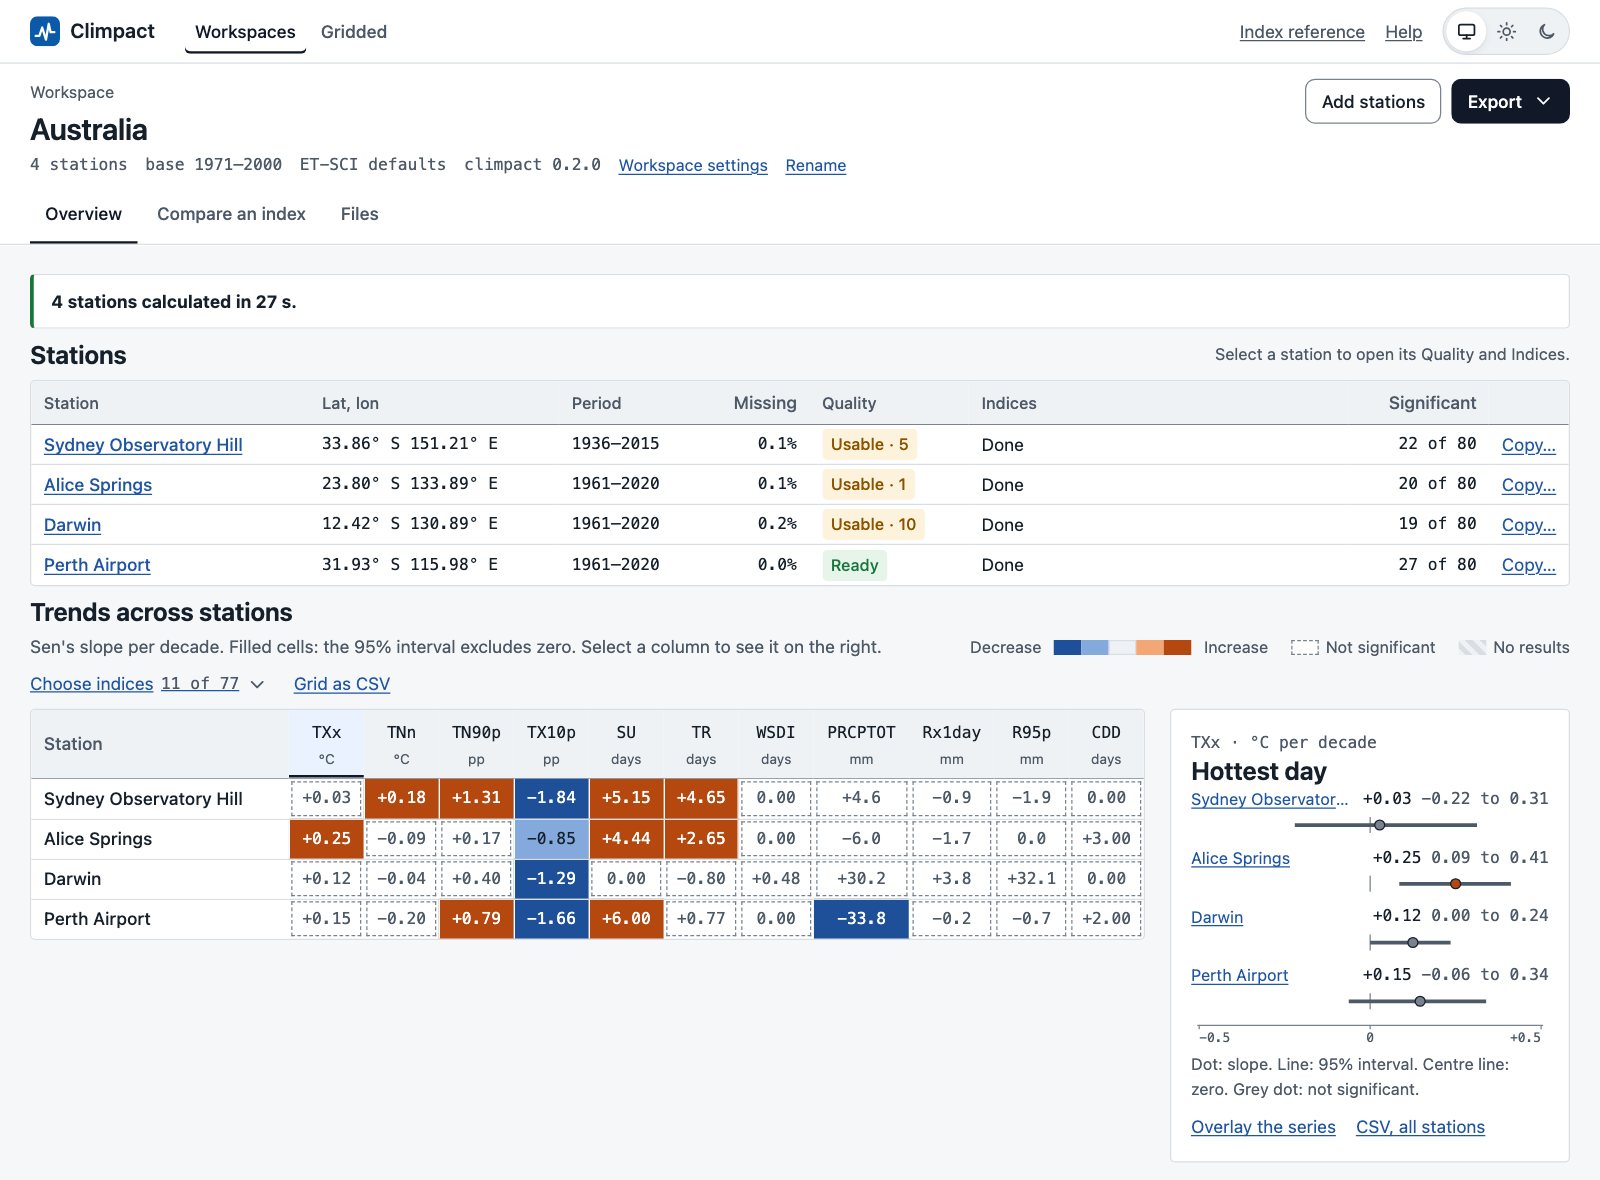 Climpact Workspaces Gridded Index reference Help
Workspace
Australia
Add stations Export
4 stations base 1971–2000 ET-SCI defaults climpact 0.2.0 Workspace settings Rename
Overview Compare an index Files
4 stations calculated in 27 s.
Stations Select a station to open its Quality and Indices.
Station Lat, lon Period Missing Quality Indices Significant
Sydney Observatory Hill 33.86° S 151.21° E 1936–2015 0.1% Usable · 5 Done 22 of 80 Copy...
Alice Springs 23.80° S 133.89° E 1961–2020 0.1% Usable · 1 Done 20 of 80 Copy...
Darwin 12.42° S 130.89° E 1961–2020 0.2% Usable · 10 Done 19 of 80 Copy...
Perth Airport 31.93° S 115.98° E 1961–2020 0.0% Ready Done 27 of 80 Copy...
Trends across stations
Sen's slope per decade. Filled cells: the 95% interval excludes zero. Select a column to see it on the right. Decrease Increase Not significant No results
Choose indices 11 of 77 Grid as CSV
Station TXx TNn TN90p TX10p SU TR WSDI PRCPTOT Rx1day R95p CDD
°C °C pp pp days days days mm mm mm days
Sydney Observatory Hill +0.03 +0.18 +1.31 −1.84 +5.15 +4.65 0.00 +4.6 −0.9 −1.9 0.00
Alice Springs +0.25 −0.09 +0.17 −0.85 +4.44 +2.65 0.00 −6.0 −1.7 0.0 +3.00
Darwin +0.12 −0.04 +0.40 −1.29 0.00 −0.80 +0.48 +30.2 +3.8 +32.1 0.00
Perth Airport +0.15 −0.20 +0.79 −1.66 +6.00 +0.77 0.00 −33.8 −0.2 −0.7 +2.00
TXx · °C per decade
Hottest day
Sydney Observator... +0.03 −0.22 to 0.31
Alice Springs +0.25 0.09 to 0.41
Darwin +0.12 0.00 to 0.24
Perth Airport +0.15 −0.06 to 0.34
−0.5 0 +0.5
Dot: slope. Line: 95% interval. Centre line:
zero. Grey dot: not significant.
Overlay the series CSV, all stations